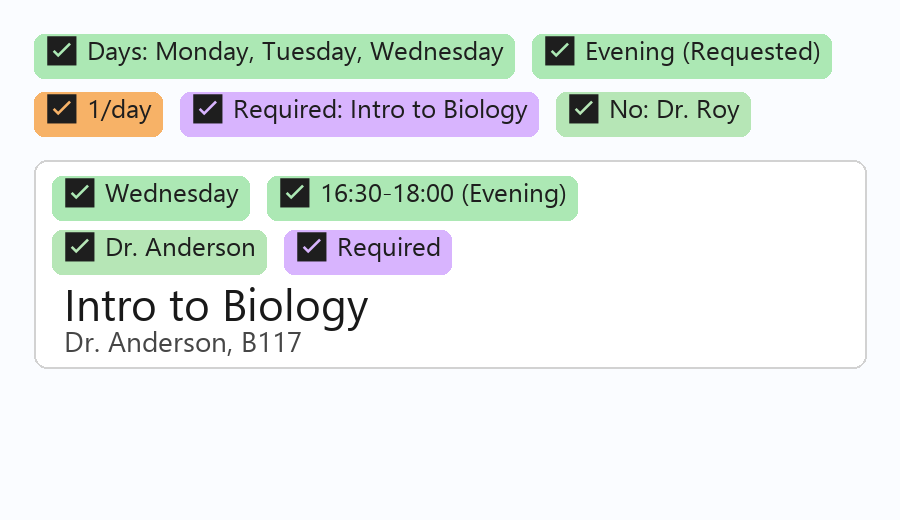 Days: Monday, Tuesday, Wednesday Evening (Requested)
1/day Required: Intro to Biology No: Dr. Roy
Wednesday 16:30-18:00 (Evening)
Dr. Anderson Required
Intro to Biology
Dr. Anderson, B117